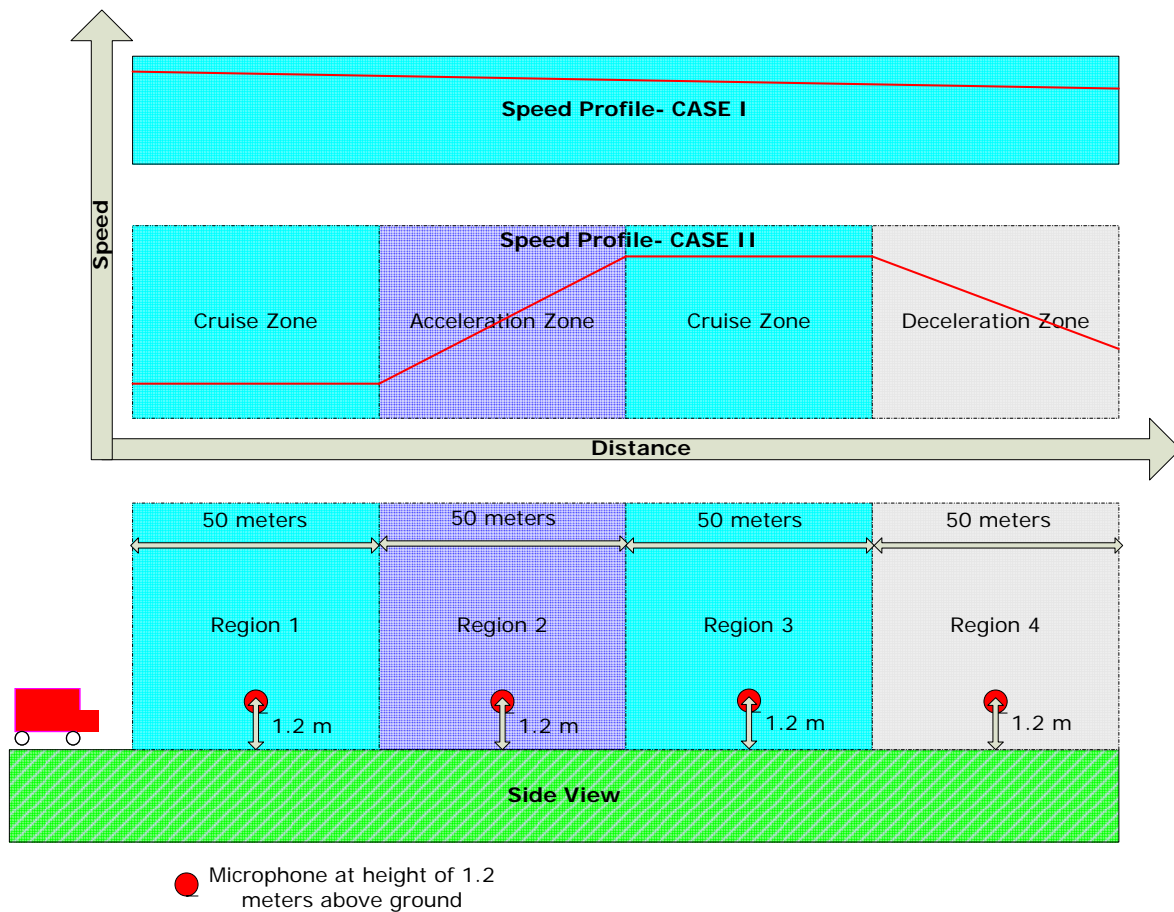 Speed Profile- CASE I
Speed
Speed Profile- CASE II
Cruise Zone
Acceleration Zone
Cruise Zone
Deceleration Zone
Distance
50 meters
50 meters
50 meters
50 meters
Region 1
Region 2
Region 3
Region 4
1.2 m
1.2 m
1.2 m
1.2 m
Side View
Microphone at height of 1.2
meters above ground